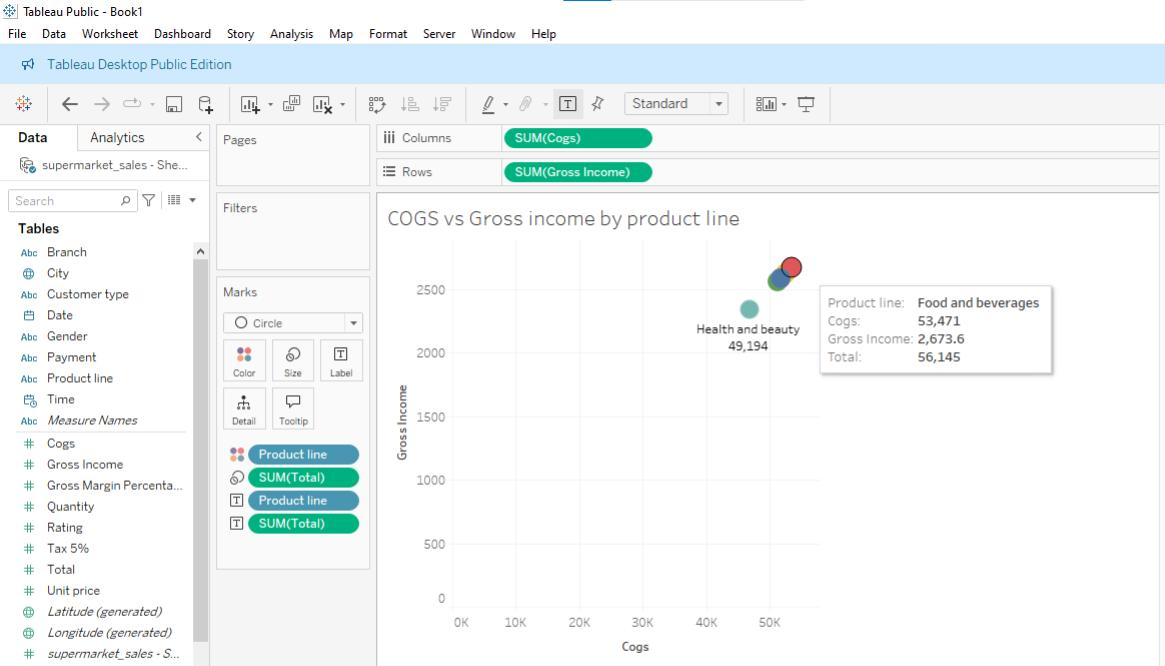 Tableau Public - Book1
File Data Worksheet Dashboard Story Analysis Map Format Server Window Help
Tableau Desktop Public Edition
Standard
Data Analytics
supermarket_sales - She...
Search
Tables
Abc Branch
City
Abc Customer type
Date
Abc Gender
Abc Payment
Abc Product line
Time
Abc Measure Names
Cogs
Gross Income
Gross Margin Percenta...
Quantity
Rating
Tax 5%
Total
Unit price
Latitude (generated)
Longitude (generated)
supermarket_sales - S...
Pages
Filters
Marks
Circle
Color Size Label
Detail Tooltip
Product line
SUM(Total)
Product line
SUM(Total)
Columns SUM(Cogs)
Rows SUM(Gross Income)
COGS vs Gross income by product line
Gross Income
2500
2000
1500
1000
500
0
Health and beauty
49,194
Product line: Food and beverages
Cogs: 53,471
Gross Income: 2,673.6
Total: 56,145
0K 10K 20K 30K 40K 50K
Cogs